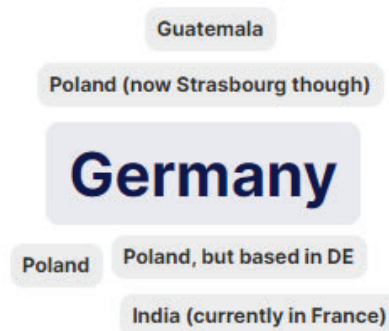 Guatemala
Poland (now Strasbourg though)
Germany
Poland
Poland, but based in DE
India (currently in France)